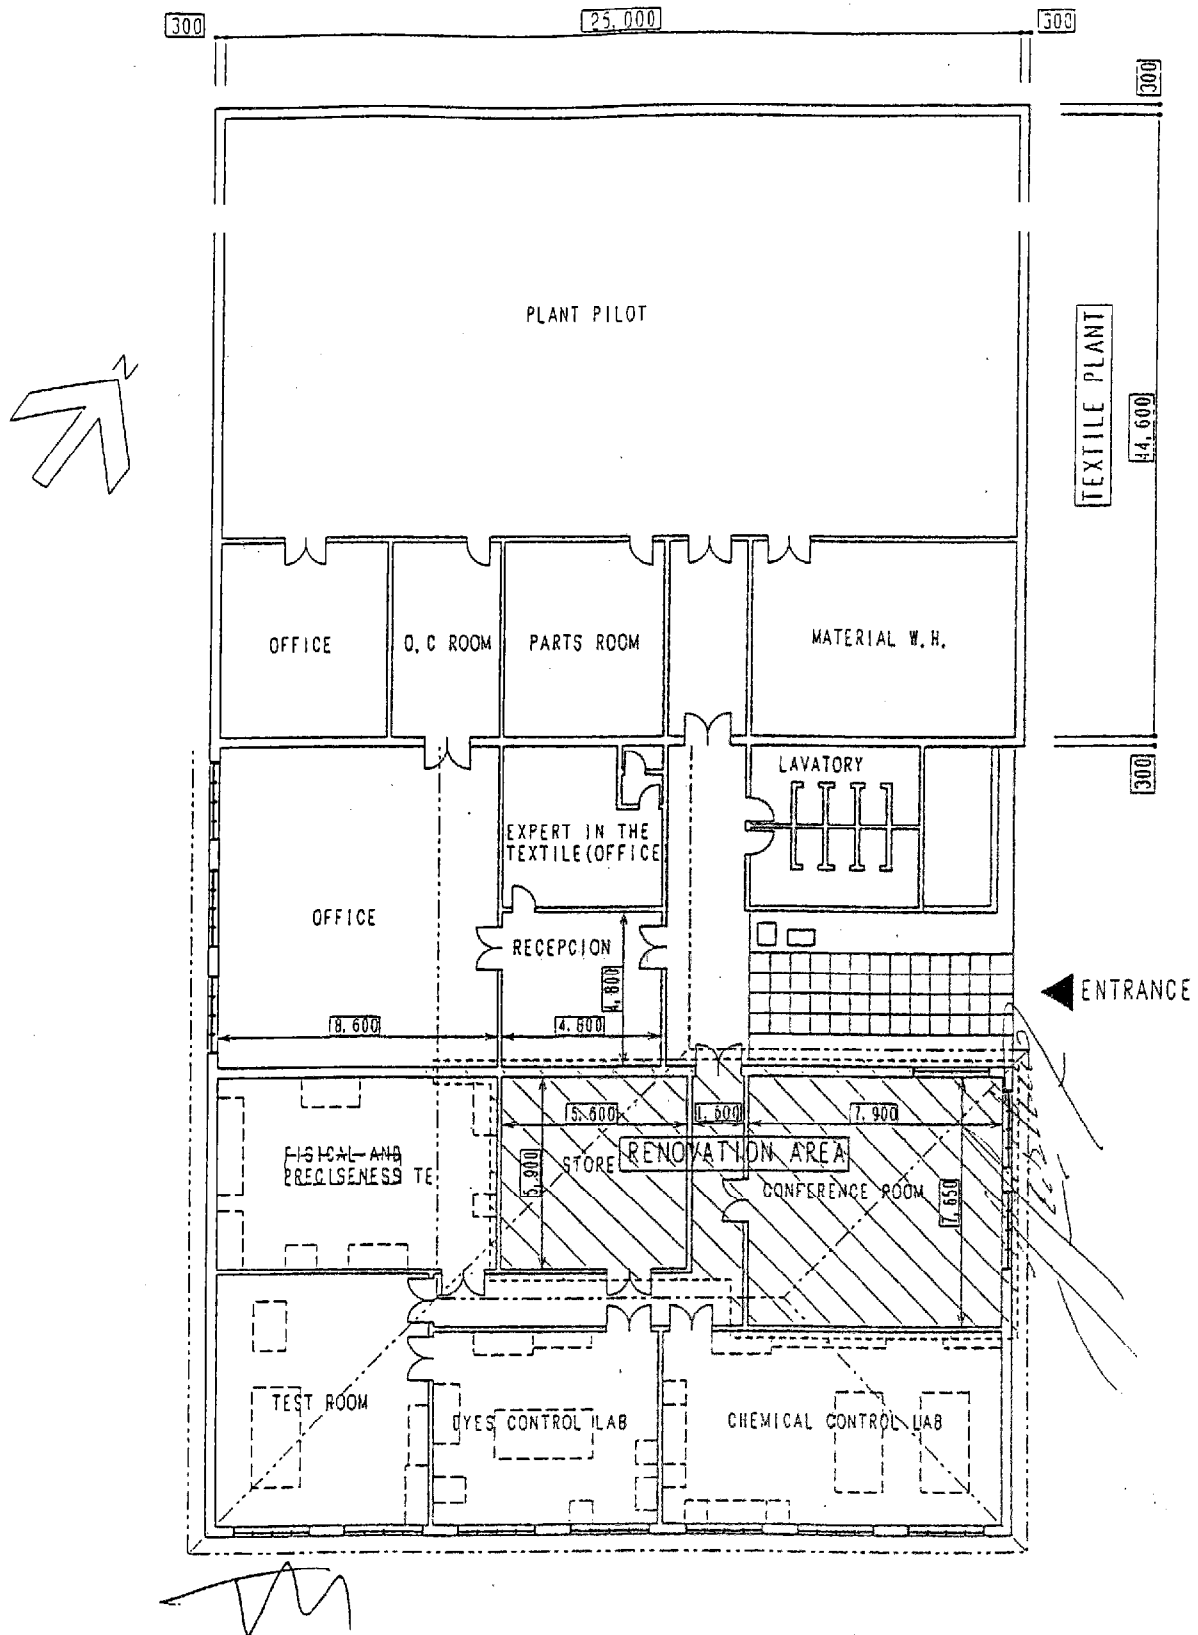 300
25,000
300
300
PLANT PILOT
N
TEXTILE PLANT
44,600
OFFICE
Q.C ROOM
PARTS ROOM
MATERIAL W.H.
300
LAVATORY
EXPERT IN THE
TEXTILE(OFFICE
OFFICE
RECEPCION
4,800
ENTRANCE
8,600
4,800
5,600
1,600
7,900
FISICAL AND
PRECISENESS TE
5,900
STORE
RENOVATION AREA
CONFERENCE ROOM
7,650
TEST ROOM
DYES CONTROL LAB
CHEMICAL CONTROL LAB